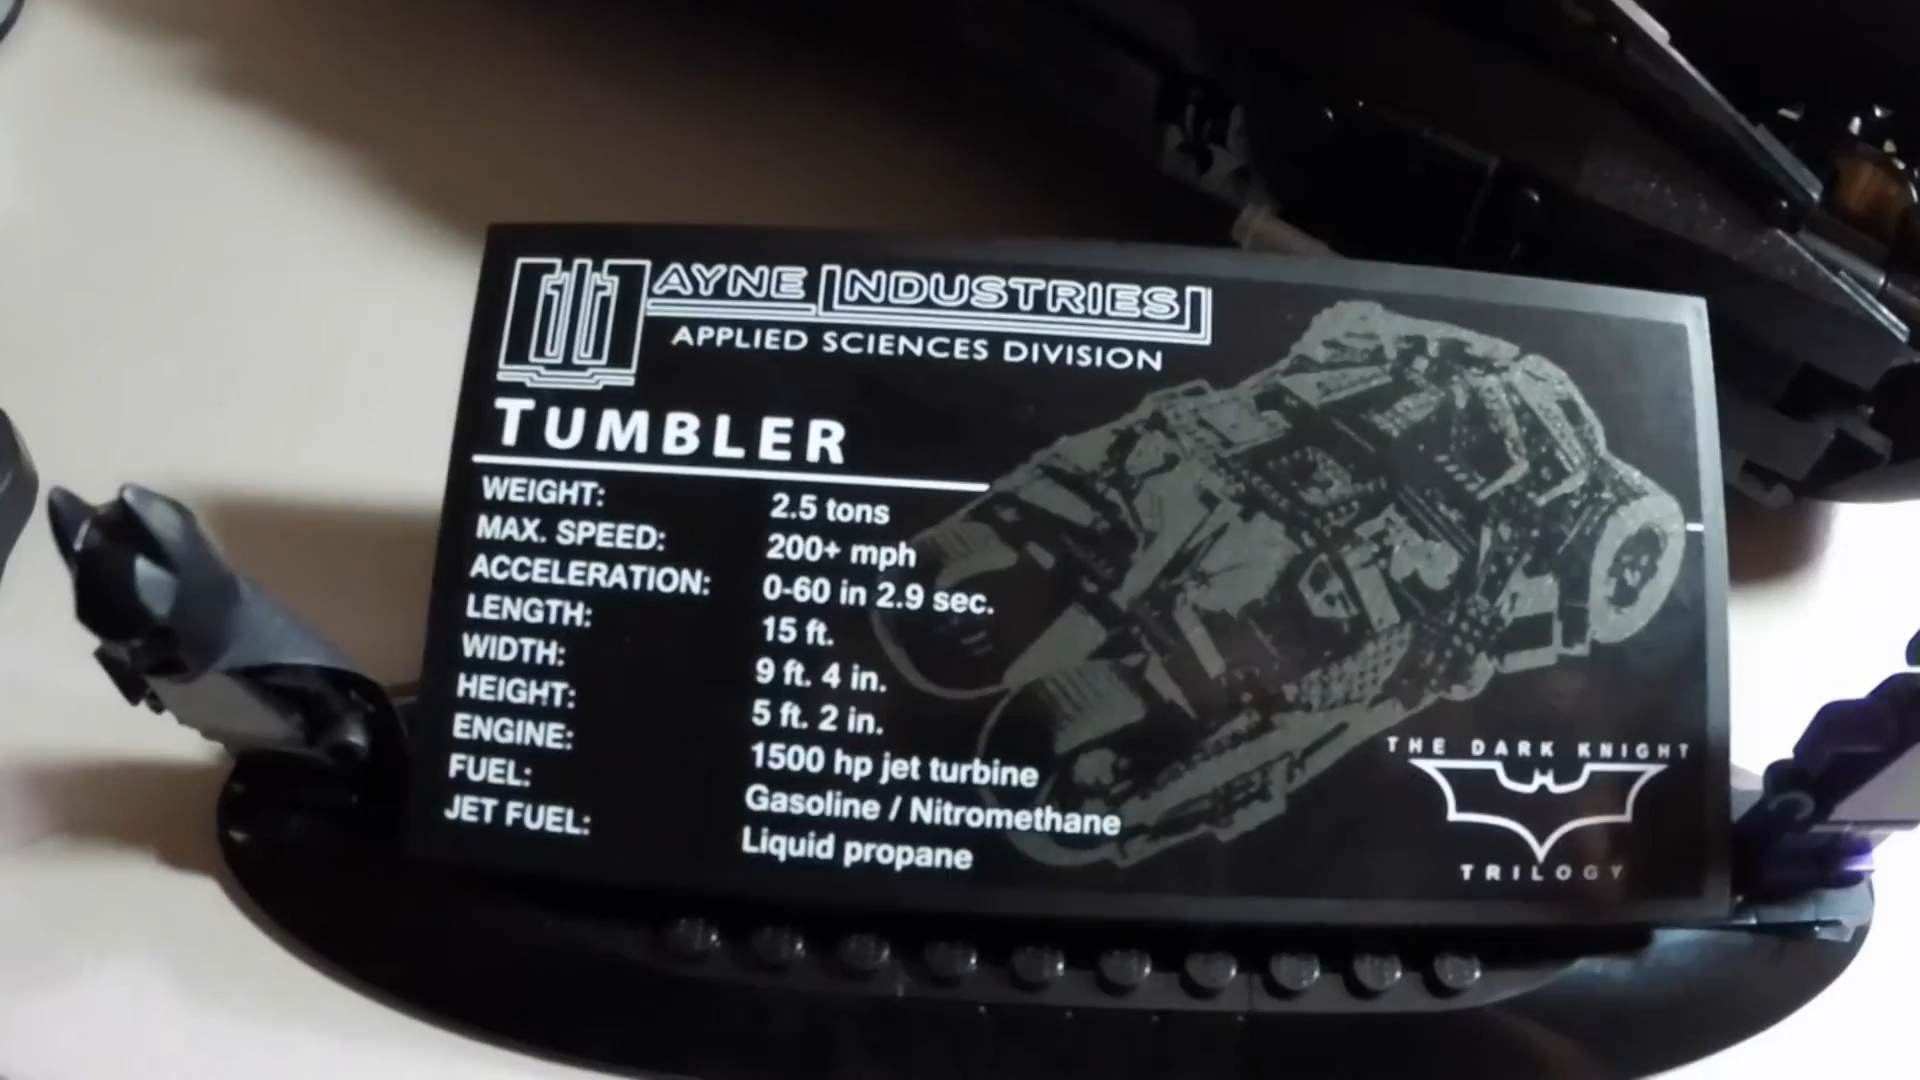 WAYNE INDUSTRIES
APPLIED SCIENCES DIVISION
TUMBLER
WEIGHT: 2.5 tons
MAX. SPEED: 200+ mph
ACCELERATION: 0-60 in 2.9 sec.
LENGTH: 15 ft.
WIDTH: 9 ft. 4 in.
HEIGHT: 5 ft. 2 in.
ENGINE: 1500 hp jet turbine
FUEL: Gasoline / Nitromethane
JET FUEL: Liquid propane
THE DARK KNIGHT
TRILOGY